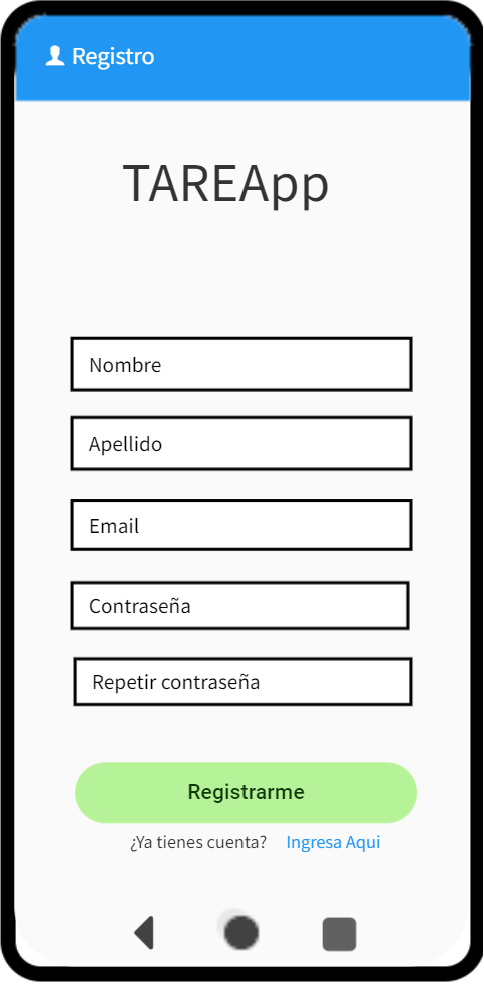 Registro
TAREApp
Nombre
Apellido
Email
Contraseña
Repetir contraseña
Registrarme
¿Ya tienes cuenta? Ingresa Aqui